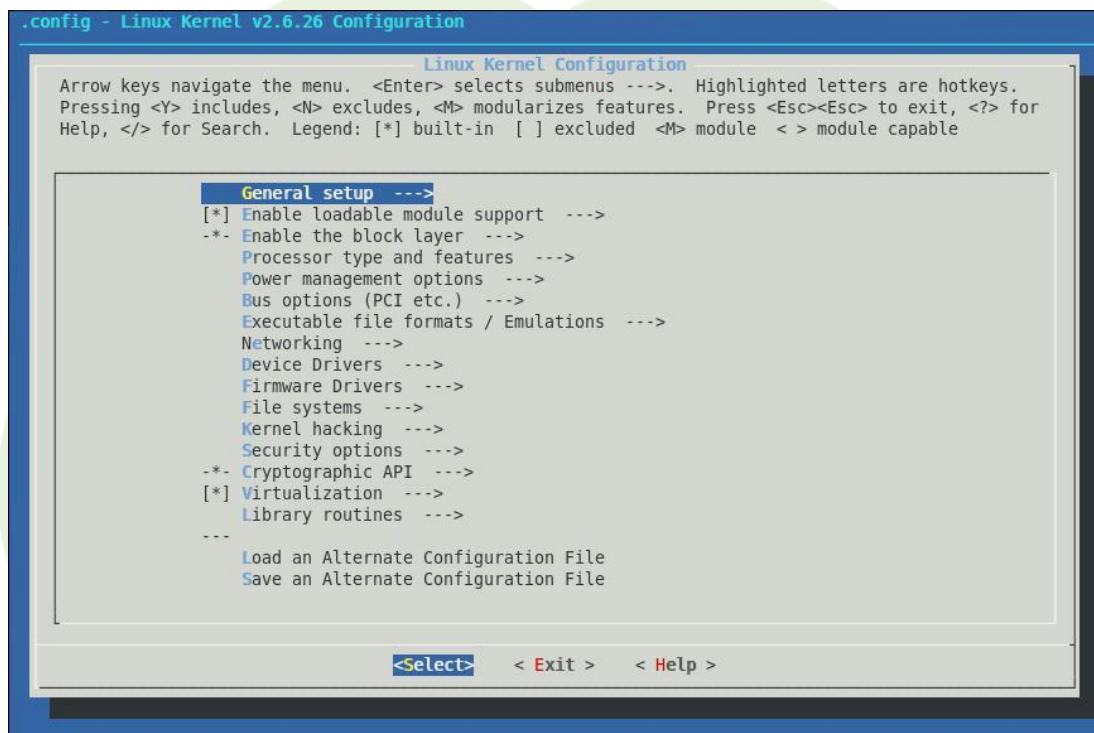 .config - Linux Kernel v2.6.26 Configuration
Linux Kernel Configuration
Arrow keys navigate the menu. <Enter> selects submenus --->. Highlighted letters are hotkeys.
Pressing <Y> includes, <N> excludes, <M> modularizes features. Press <Esc><Esc> to exit, <?> for
Help, </> for Search. Legend: [*] built-in [ ] excluded <M> module < > module capable
General setup --->
[*] Enable loadable module support --->
-*- Enable the block layer --->
Processor type and features --->
Power management options --->
Bus options (PCI etc.) --->
Executable file formats / Emulations --->
Networking --->
Device Drivers --->
Firmware Drivers --->
File systems --->
Kernel hacking --->
Security options --->
-*- Cryptographic API --->
[*] Virtualization --->
Library routines --->
---
Load an Alternate Configuration File
Save an Alternate Configuration File
<Select> < Exit > < Help >